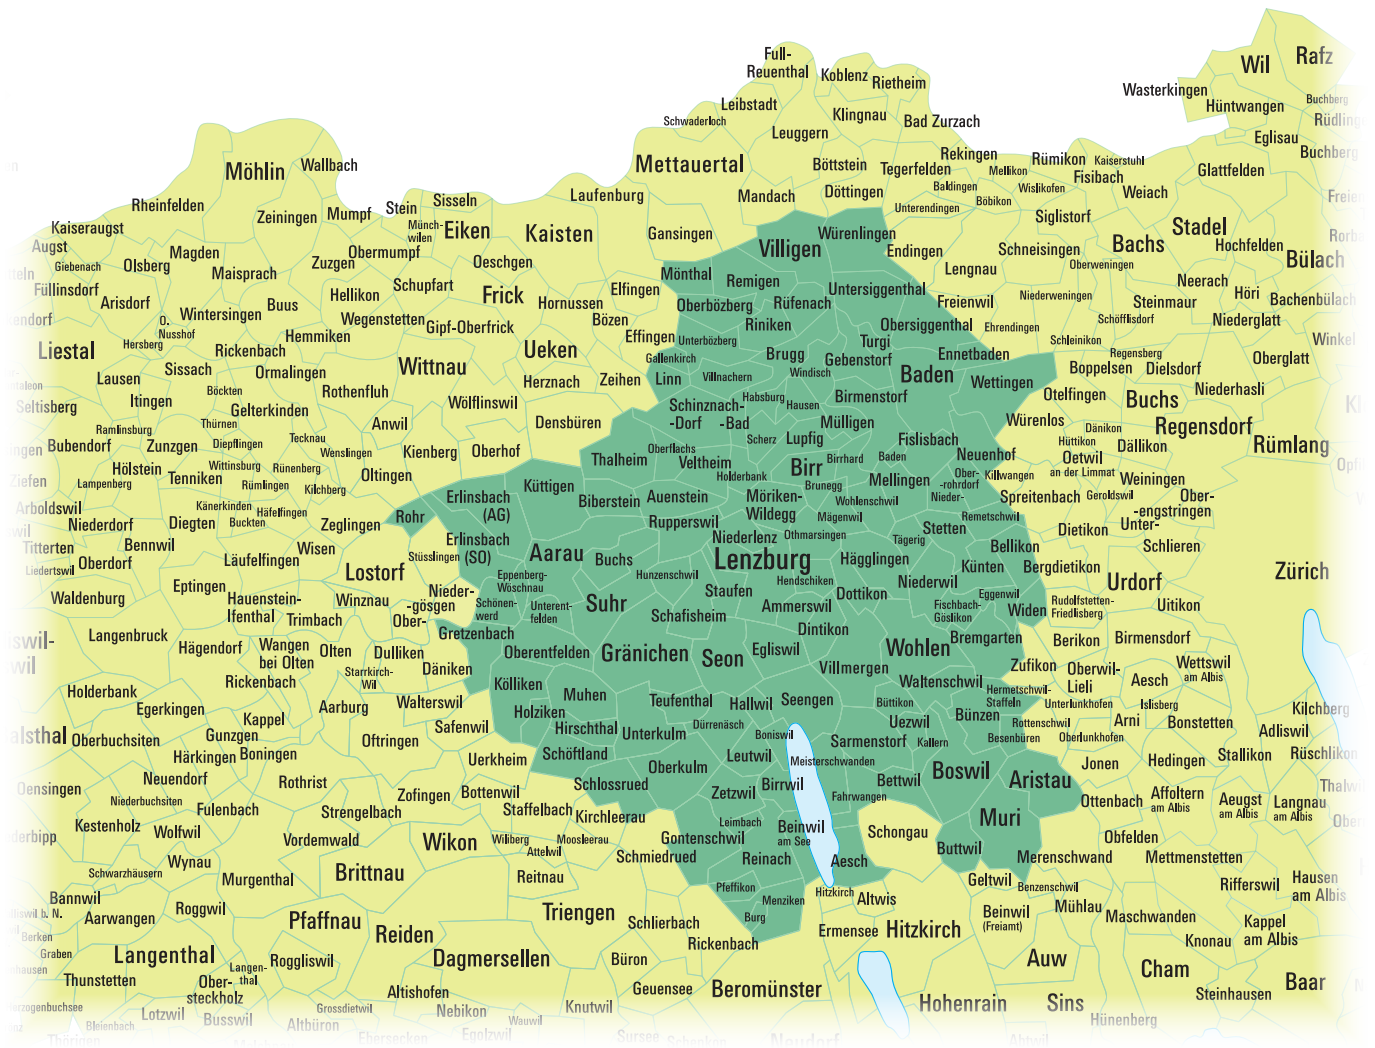 Full-
Reuenthal
Koblenz
Rietheim
Wil
Rafz
Wasterkingen
Hüntwangen
Buchberg
Leibstadt
Schwaderloch
Klingnau
Bad Zurzach
Leuggern
Eglisau
Buchberg
Möhlin
Wallbach
Mettauertal
Böttstein
Tegerfelden
Rekingen
Mellikon
Rümikon
Kaiserstuhl
Fisibach
Glattfelden
Rheinfelden
Zeiningen
Mumpf
Stein
Sisseln
Laufenburg
Mandach
Döttingen
Baldingen
Böbikon
Wislikofen
Weiach
Unterendingen
Siglistorf
Kaiseraugst
Augst
Giebenach
Münch-
wilen
Eiken
Kaisten
Gansingen
Villigen
Würenlingen
Endingen
Schneisingen
Bachs
Stadel
Hochfelden
Bülach
Magden
Olsberg
Maisprach
Zuzgen
Obermumpf
Oeschgen
Mönthal
Remigen
Lengnau
Oberweningen
Neerach
Füllinsdorf
Arisdorf
Buus
Hellikon
Schupfart
Frick
Hornussen
Elfingen
Oberbözberg
Rüfenach
Untersiggenthal
Freienwil
Niederweningen
Steinmaur
Höri
Bachenbülach
Wintersingen
O.
Nusshof
Hersberg
Hemmiken
Wegenstetten
Gipf-Oberfrick
Bözen
Effingen
Riniken
Obersiggenthal
Ehrendingen
Schöfflisdorf
Niederglatt
Liestal
Rickenbach
Ueken
Unterbözberg
Gallenkirch
Brugg
Windisch
Turgi
Gebenstorf
Ennetbaden
Schleinikon
Regensberg
Winkel
Oberglatt
Sissach
Ormalingen
Wittnau
Herznach
Zeihen
Linn
Villnachern
Baden
Wettingen
Boppelsen
Dielsdorf
Lausen
Böckten
Rothenfluh
Habsburg
Hausen
Birmenstorf
Otelfingen
Buchs
Niederhasli
Seltisberg
Itingen
Gelterkinden
Wölflinswil
Schinznach-
-Dorf
-Bad
Ramlinsburg
Thürnen
Anwil
Densbüren
Mülligen
Würenlos
Dänikon
Regensdorf
Rümlang
Bubendorf
Zunzgen
Diepflingen
Tecknau
Wenslingen
Kienberg
Oberhof
Oberflachs
Scherz
Lupfig
Fislisbach
Neuenhof
Hüttikon
Oetwil
an der Limmat
Dällikon
Thalheim
Veltheim
Holderbank
Birr
Birrhard
Baden
Ober-
-rohrdorf
Killwangen
Ziefen
Hölstein
Lampenberg
Tenniken
Wittinsburg
Rünenberg
Rümlingen
Kilchberg
Oltingen
Küttigen
Biberstein
Auenstein
Möriken-
Wildegg
Brunegg
Wohlenschwil
Mellingen
Nieder-
Spreitenbach
Geroldswil
Weiningen
Ober-
-engstringen
Unter-
Arboldswil
Niederdorf
Diegten
Känerkinden
Buckten
Häfelfingen
Zeglingen
Rohr
Erlinsbach
(AG)
Rupperswil
Mägenwil
Remetschwil
Stetten
Dietikon
Titterten
Liedertswil
Bennwil
Oberdorf
Läufelfingen
Wisen
Stüsslingen
Erlinsbach
(SO)
Aarau
Buchs
Niederlenz
Othmarsingen
Tägerig
Bellikon
Schlieren
Lostorf
Lenzburg
Hägglingen
Künten
Bergdietikon
Zürich
Waldenburg
Eptingen
Hauenstein-
Ifenthal
Winznau
Nieder-
-gösgen
Ober-
Eppenberg-
Wöschnau
Hunzenschwil
Staufen
Hendschiken
Dottikon
Niederwil
Eggenwil
Urdorf
Trimbach
Schönen-
werd
Unterent-
felden
Suhr
Schafisheim
Ammerswil
Fischbach-
Göslikon
Widen
Rudolfstetten-
Friedlisberg
Uitikon
Langenbruck
Hägendorf
Wangen
bei Olten
Olten
Dulliken
Gretzenbach
Oberentfelden
Gränichen
Seon
Dintikon
Egliswil
Wohlen
Bremgarten
Berikon
Birmensdorf
Rickenbach
Starrkirch-
Wil
Däniken
Kölliken
Villmergen
Waltenschwil
Zufikon
Oberwil-
Lieli
Aesch
Wettswil
am Albis
Holderbank
Egerkingen
Kappel
Aarburg
Walterswil
Muhen
Teufenthal
Hallwil
Seengen
Büttikon
Hermetschwil-
Staffeln
Unterlunkhofen
Islisberg
Kilchberg
Gunzgen
Safenwil
Holziken
Hirschthal
Dürrenäsch
Boniswil
Uezwil
Bünzen
Rottenschwil
Arni
Bonstetten
Adliswil
Oberbuchsiten
Härkingen
Boningen
Oftringen
Unterkulm
Sarmenstorf
Kallern
Besenbüren
Oberlunkhofen
Uerkheim
Schöftland
Leutwil
Meisterschwanden
Jonen
Hedingen
Stallikon
Rüschlikon
Neuendorf
Rothrist
Oberkulm
Boswil
Aristau
Oensingen
Niederbuchsiten
Zofingen
Bottenwil
Schlossrued
Zetzwil
Birrwil
Fahrwangen
Bettwil
Ottenbach
Affoltern
am Albis
Aeugst
am Albis
Langnau
am Albis
Fulenbach
Strengelbach
Staffelbach
Kirchleerau
Leimbach
Muri
Kestenholz
Wolfwil
Vordemwald
Wikon
Wiliberg
Moosleerau
Attelwil
Gontenschwil
Beinwil
am See
Schongau
Obfelden
Schmiedrued
Reinach
Aesch
Buttwil
Merenschwand
Mettmenstetten
Schwarzhäusern
Wynau
Murgenthal
Brittnau
Reitnau
Pfeffikon
Menziken
Hitzkirch
Altwis
Geltwil
Benzenschwil
Rifferswil
Hausen
am Albis
Bannwil
Aarwangen
Roggwil
Pfaffnau
Reiden
Triengen
Schlierbach
Burg
Ermensee
Hitzkirch
Beinwil
(Freiamt)
Mühlau
Maschwanden
Kappel
am Albis
Berken
Graben
Rickenbach
Knonau
Langenthal
Langen-
thal
Roggliswil
Dagmersellen
Büron
Auw
Cham
Thunstetten
Ober-
steckholz
Altishofen
Geuensee
Beromünster
Baar
Steinhausen
Grossdietwil
Nebikon
Knutwil
Hohenrain
Sins
Hünenberg
Lotzwil
Busswil
Altbüron
Wauwil
Bleienbach
Ebersecken
Egolzwil
Sursee
Schenkon
Neudorf
Abtwil
Thörigen